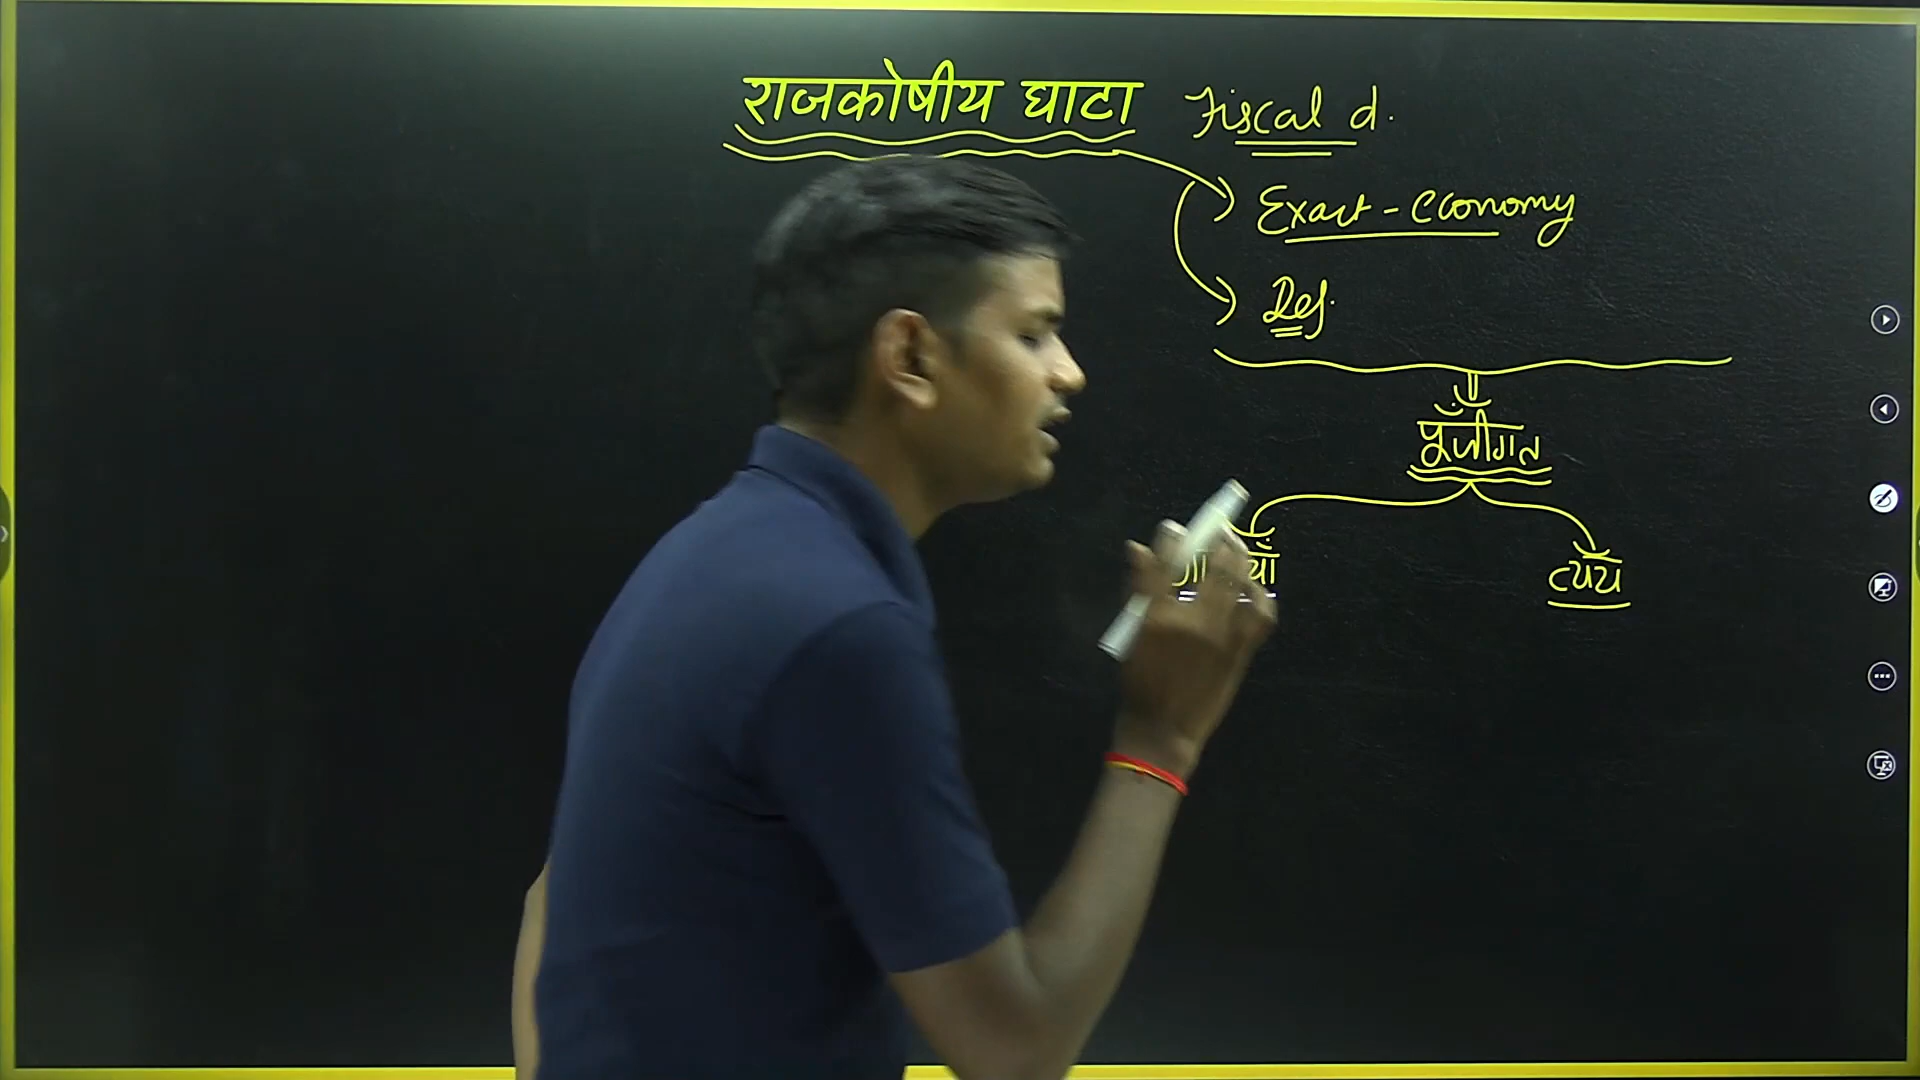 राजकोषीय घाटा Fiscal d.
Exact - economy
Def.
पूँजीगत
व्यय